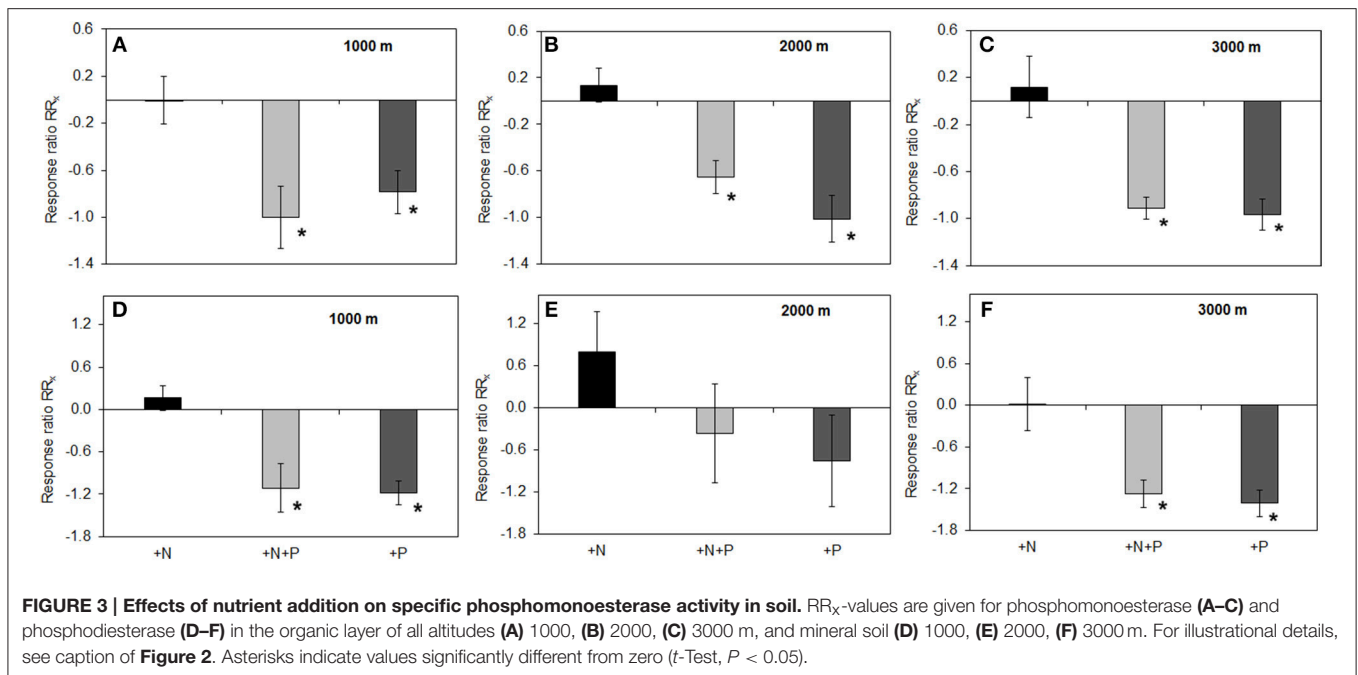 A
1000 m
0.6
0.2
-0.2
-0.6
-1.0
-1.4
Response ratio RRx
*
*
B
2000 m
0.6
0.2
-0.2
-0.6
-1.0
-1.4
Response ratio RRx
*
*
C
3000 m
0.6
0.2
-0.2
-0.6
-1.0
-1.4
Response ratio RRx
*
*
D
1000 m
1.2
0.6
0.0
-0.6
-1.2
-1.8
Response ratio RRx
*
*
+N +N+P +P
E
2000 m
1.2
0.6
0.0
-0.6
-1.2
-1.8
Response ratio RRx
+N +N+P +P
F
3000 m
1.2
0.6
0.0
-0.6
-1.2
-1.8
Response ratio RRx
*
*
+N +N+P +P
FIGURE 3 | Effects of nutrient addition on specific phosphomonoesterase activity in soil. RRx-values are given for phosphomonoesterase (A–C) and
phosphodiesterase (D–F) in the organic layer of all altitudes (A) 1000, (B) 2000, (C) 3000 m, and mineral soil (D) 1000, (E) 2000, (F) 3000 m. For illustrational details,
see caption of Figure 2. Asterisks indicate values significantly different from zero (t-Test, P < 0.05).